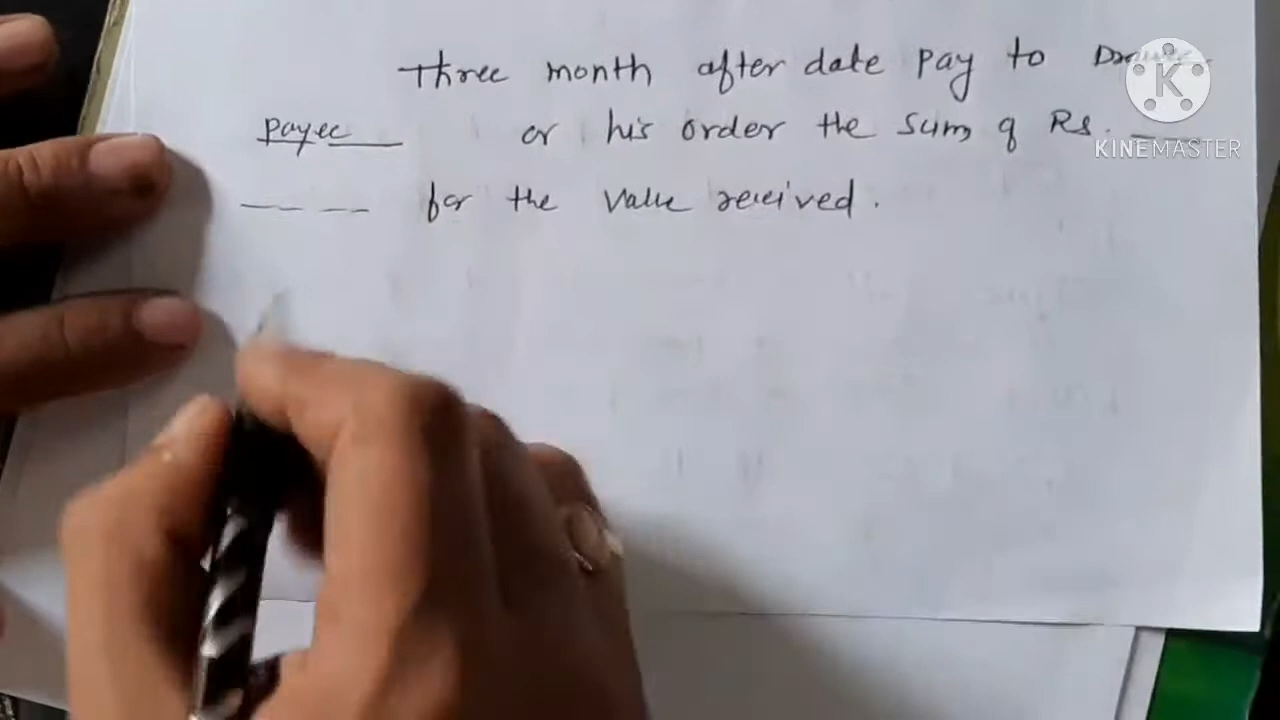 Three month after date pay to
payee or his order the sum of Rs.
for the value received.
K
KINEMASTER